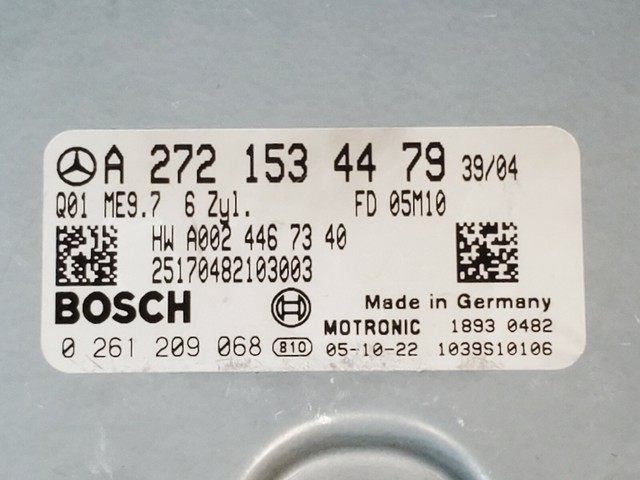 A 272 153 44 79 39/04
Q01 ME9.7 6 Zyl. FD 05M10
HW A002 446 73 40
25170482103003
BOSCH Made in Germany
MOTRONIC 1893 0482
0 261 209 068 810 05-10-22 1039S10106